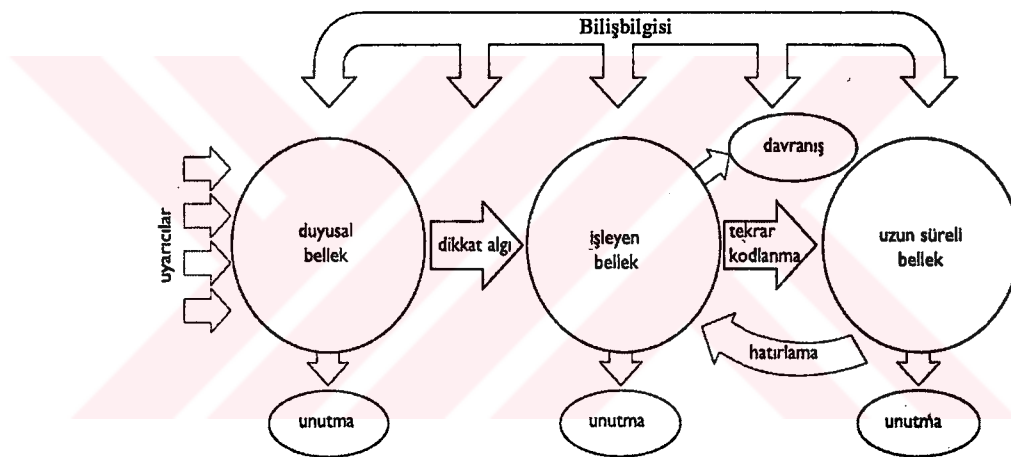 Bilişbilgisi
davranış
uyarıcılar
duyusal
bellek
dikkat algı
işleyen
bellek
tekrar
kodlanma
uzun süreli
bellek
hatırlama
unutma
unutma
unutma